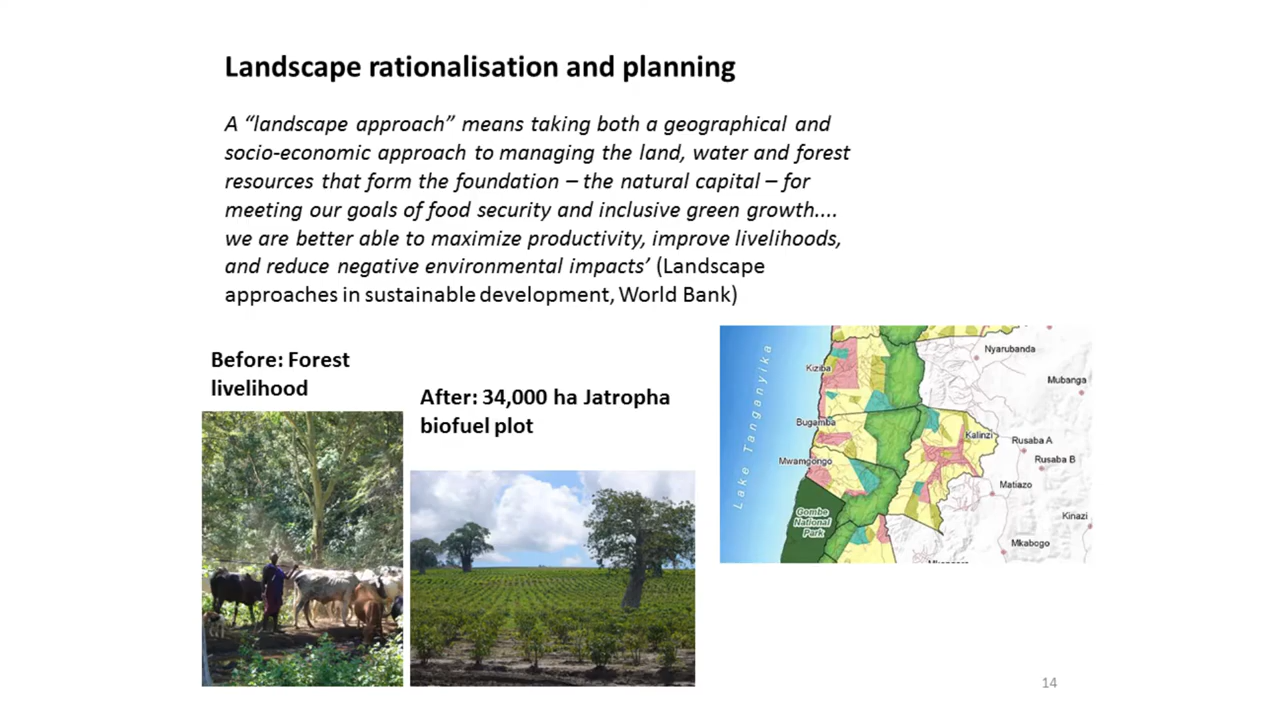 Landscape rationalisation and planning
A “landscape approach” means taking both a geographical and
socio-economic approach to managing the land, water and forest
resources that form the foundation – the natural capital – for
meeting our goals of food security and inclusive green growth....
we are better able to maximize productivity, improve livelihoods,
and reduce negative environmental impacts’ (Landscape
approaches in sustainable development, World Bank)
Before: Forest
livelihood
After: 34,000 ha Jatropha
biofuel plot
Lake Tanganyika
Nyarubanda
Kiziba
Mubanga
Bugamba
Kalinzi
Rusaba A
Mwamgongo
Rusaba B
Matiazo
Gombe
National
Park
Kinazi
Mkabogo
14